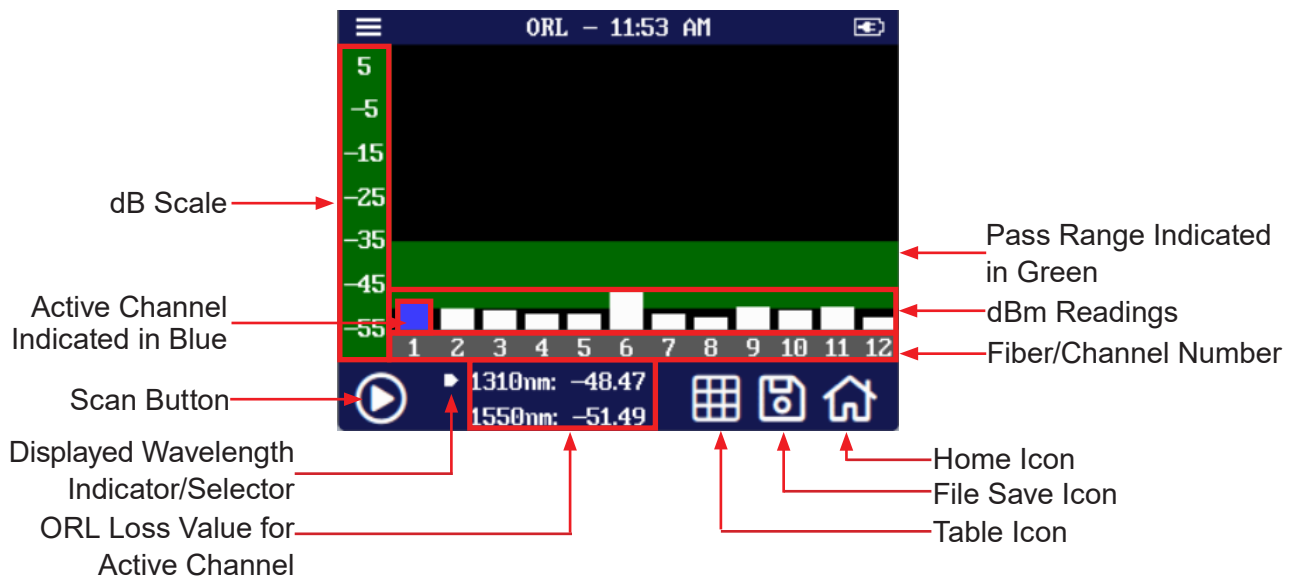 ORL – 11:53 AM
5
–5
–15
–25
–35
–45
–55
1 2 3 4 5 6 7 8 9 10 11 12
1310nm: –48.47
1550nm: –51.49
dB Scale
Active Channel
Indicated in Blue
Scan Button
Displayed Wavelength
Indicator/Selector
ORL Loss Value for
Active Channel
Pass Range Indicated
in Green
dBm Readings
Fiber/Channel Number
Home Icon
File Save Icon
Table Icon